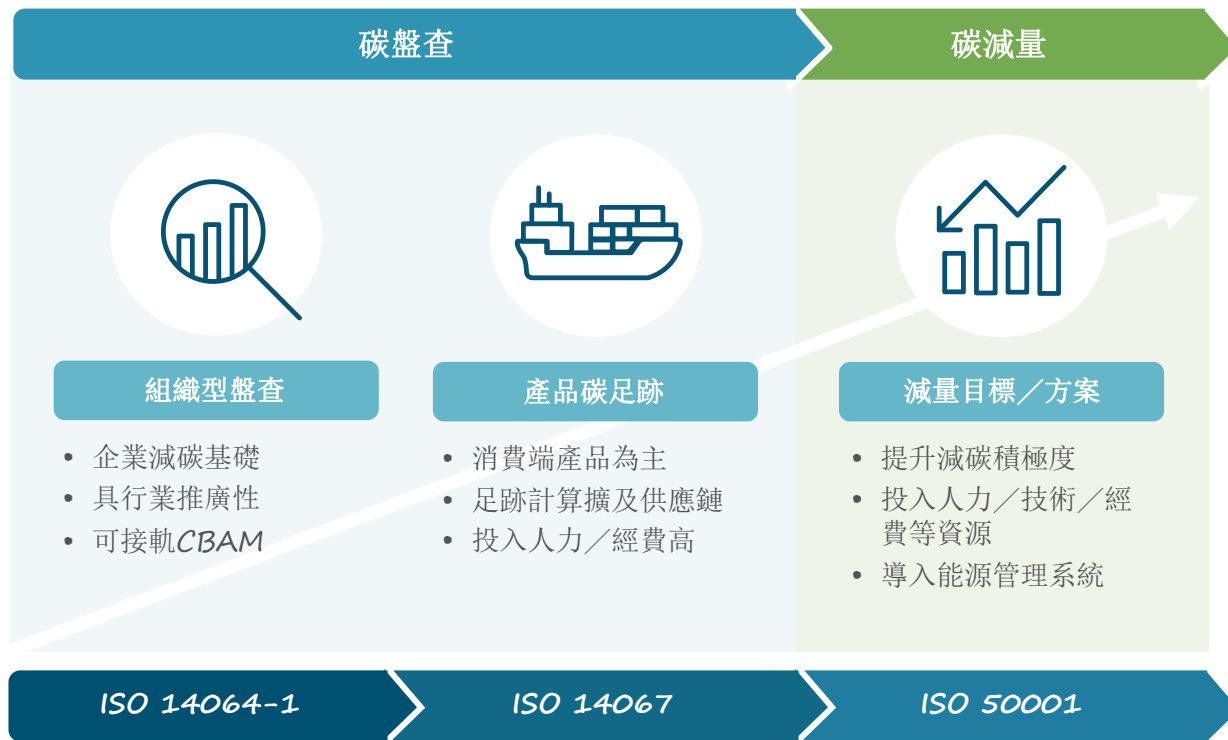 碳盤查
碳減量
組織型盤查
• 企業減碳基礎
• 具行業推廣性
• 可接軌CBAM
產品碳足跡
• 消費端產品為主
• 足跡計算擴及供應鏈
• 投入人力／經費高
減量目標／方案
• 提升減碳積極度
• 投入人力／技術／經
費等資源
• 導入能源管理系統
ISO 14064-1
ISO 14067
ISO 50001